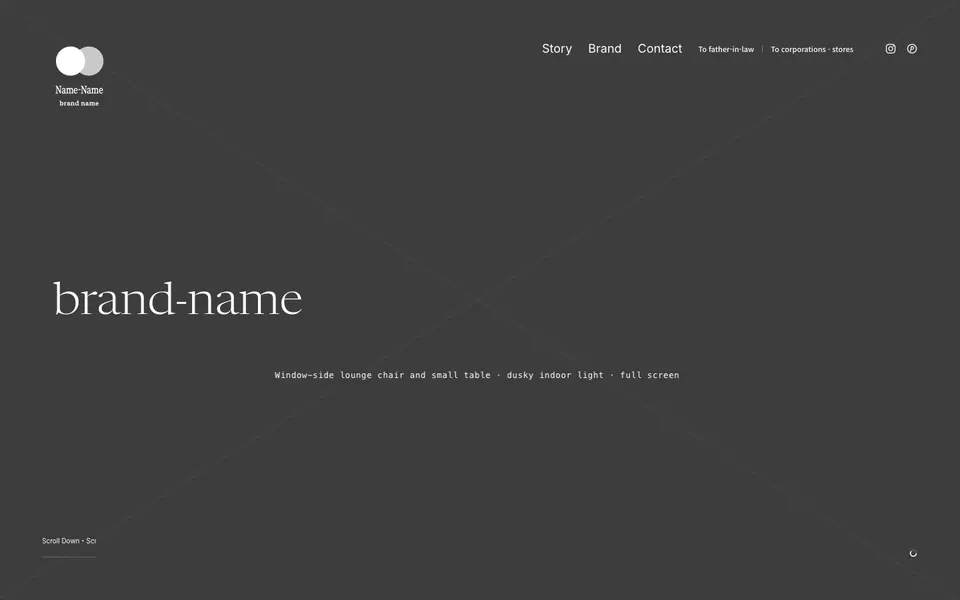 Name-Name
brand name
Story Brand Contact To father-in-law To corporations · stores
brand-name
Window-side lounge chair and small table · dusky indoor light · full screen
Scroll Down • Scr